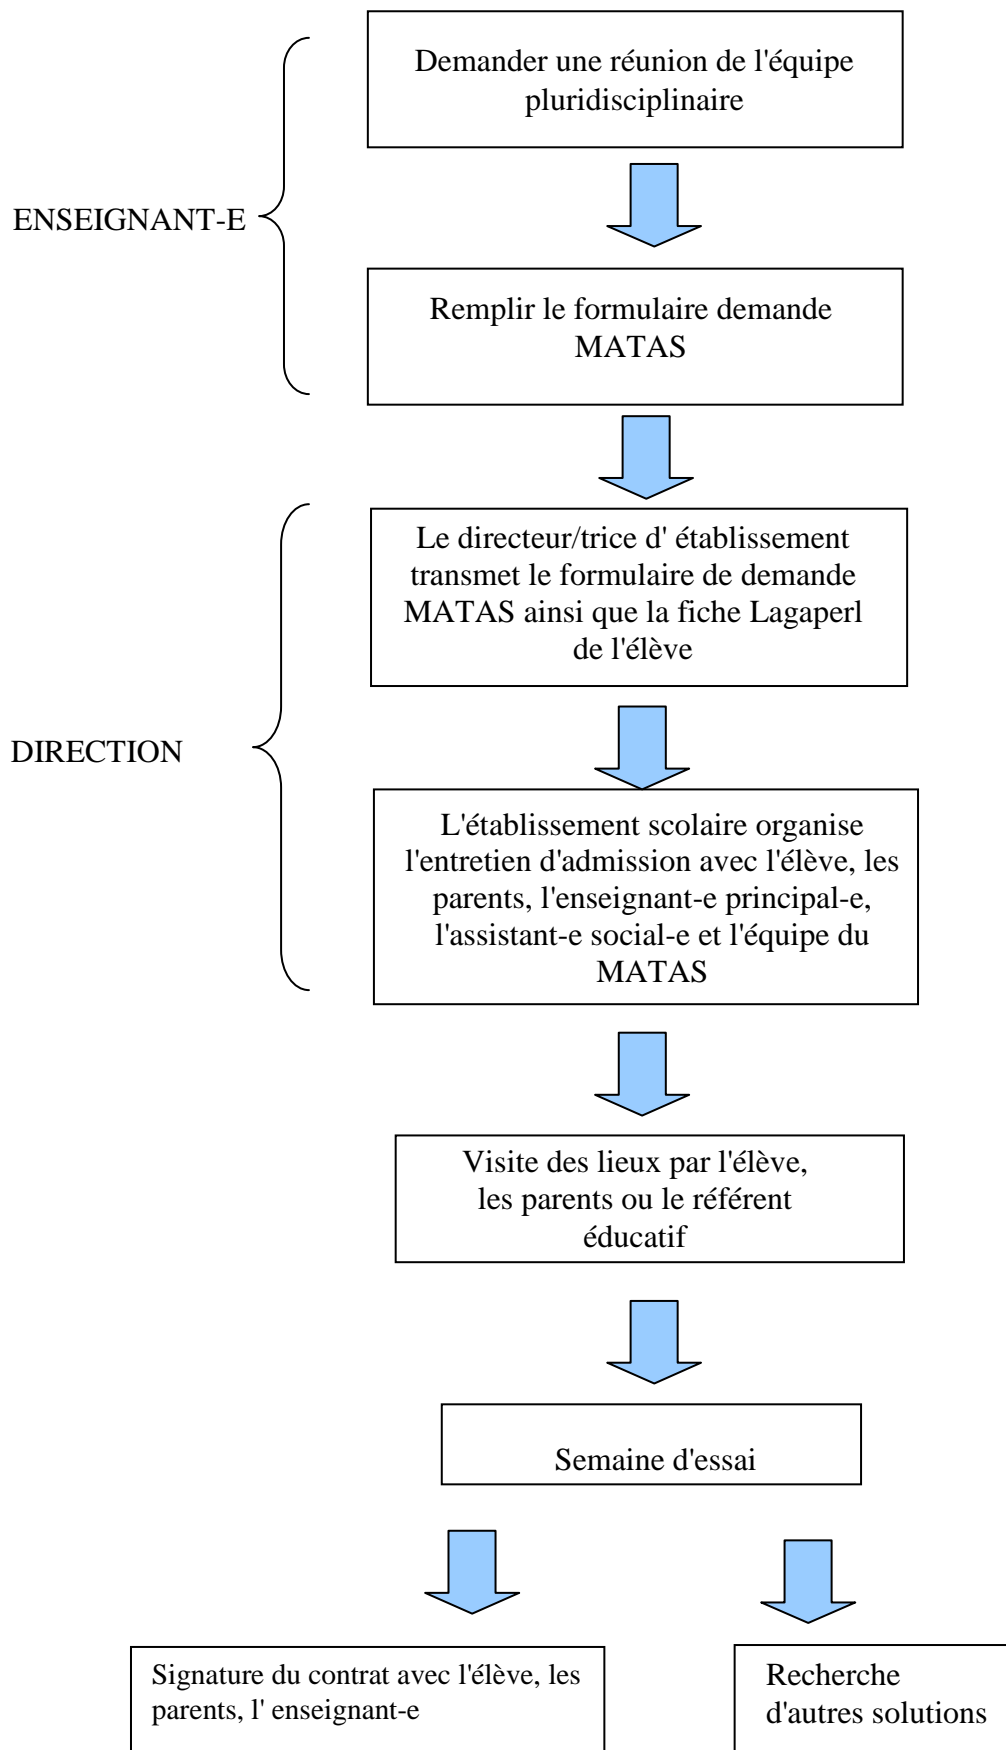 Demander une réunion de l'équipe
pluridisciplinaire
ENSEIGNANT-E
Remplir le formulaire demande
MATAS
Le directeur/trice d' établissement
transmet le formulaire de demande
MATAS ainsi que la fiche Lagaperl
de l'élève
DIRECTION
L'établissement scolaire organise
l'entretien d'admission avec l'élève, les
parents, l'enseignant-e principal-e,
l'assistant-e social-e et l'équipe du
MATAS
Visite des lieux par l'élève,
les parents ou le référent
éducatif
Semaine d'essai
Signature du contrat avec l'élève, les
parents, l' enseignant-e
Recherche
d'autres solutions